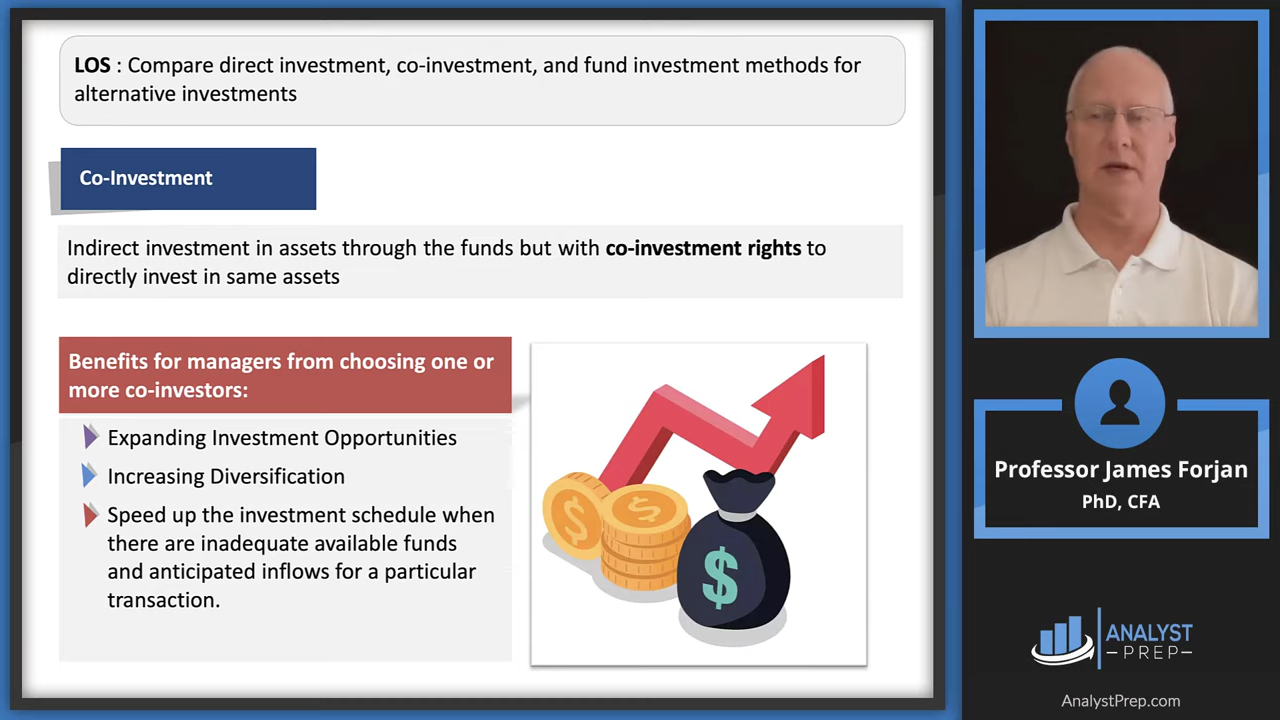 LOS : Compare direct investment, co-investment, and fund investment methods for
alternative investments
Co-Investment
Indirect investment in assets through the funds but with co-investment rights to
directly invest in same assets
Benefits for managers from choosing one or
more co-investors:
Expanding Investment Opportunities
Increasing Diversification
Speed up the investment schedule when
there are inadequate available funds
and anticipated inflows for a particular
transaction.
$
$
$
Professor James Forjan
PhD, CFA
ANALYST
PREP
AnalystPrep.com